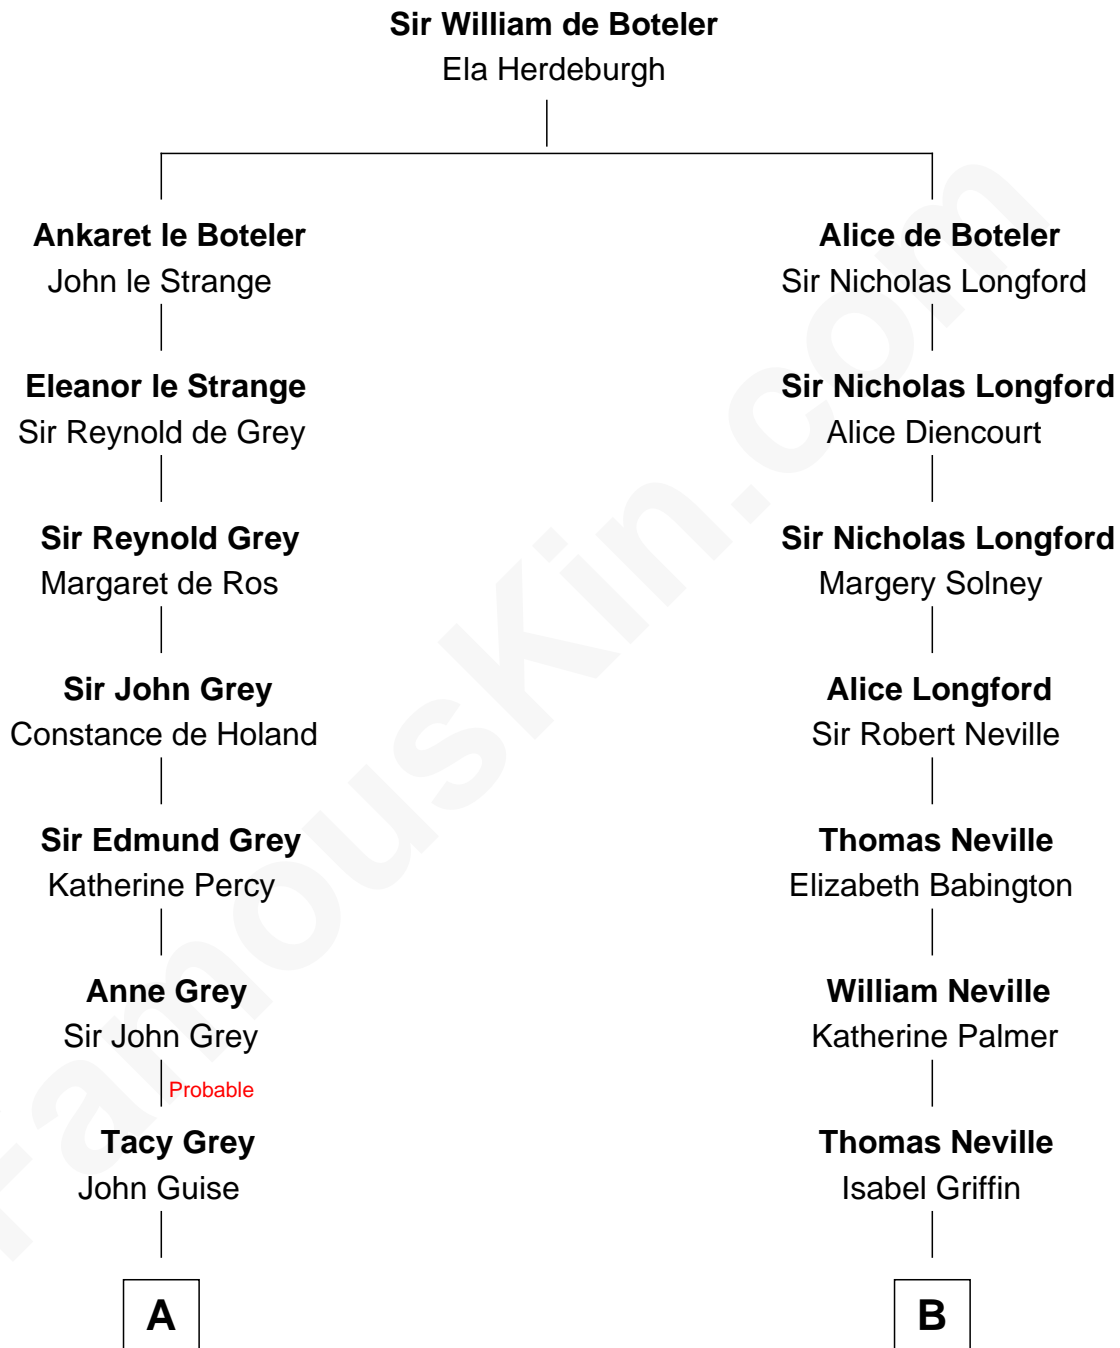 Sir William de Boteler
Ela Herdeburgh
Ankaret le Boteler
John le Strange
Eleanor le Strange
Sir Reynold de Grey
Sir Reynold Grey
Margaret de Ros
Sir John Grey
Constance de Holand
Sir Edmund Grey
Katherine Percy
Anne Grey
Sir John Grey
Probable
Tacy Grey
John Guise
A
Alice de Boteler
Sir Nicholas Longford
Sir Nicholas Longford
Alice Diencourt
Sir Nicholas Longford
Margery Solney
Alice Longford
Sir Robert Neville
Thomas Neville
Elizabeth Babington
William Neville
Katherine Palmer
Thomas Neville
Isabel Griffin
B
FamousKin.com